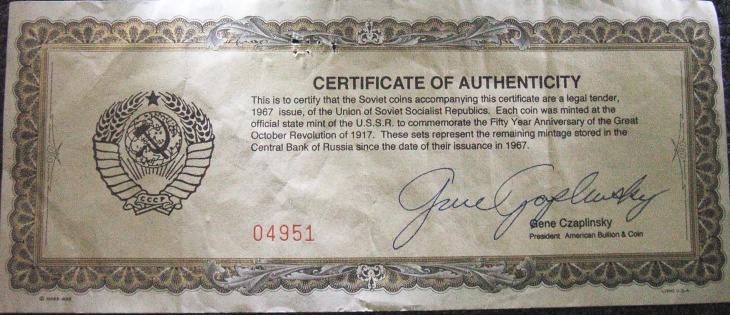 CERTIFICATE OF AUTHENTICITY
This is to certify that the Soviet coins accompanying this certificate are a legal tender,
1967 issue, of the Union of Soviet Socialist Republics. Each coin was minted at the
official state mint of the U.S.S.R. to commemorate the Fifty Year Anniversary of the Great
October Revolution of 1917. These sets represent the remaining mintage stored in the
Central Bank of Russia since the date of their issuance in 1967.
СССР
Gene Czaplinsky
04951
Gene Czaplinsky
President American Bullion & Coin
U.S.A.